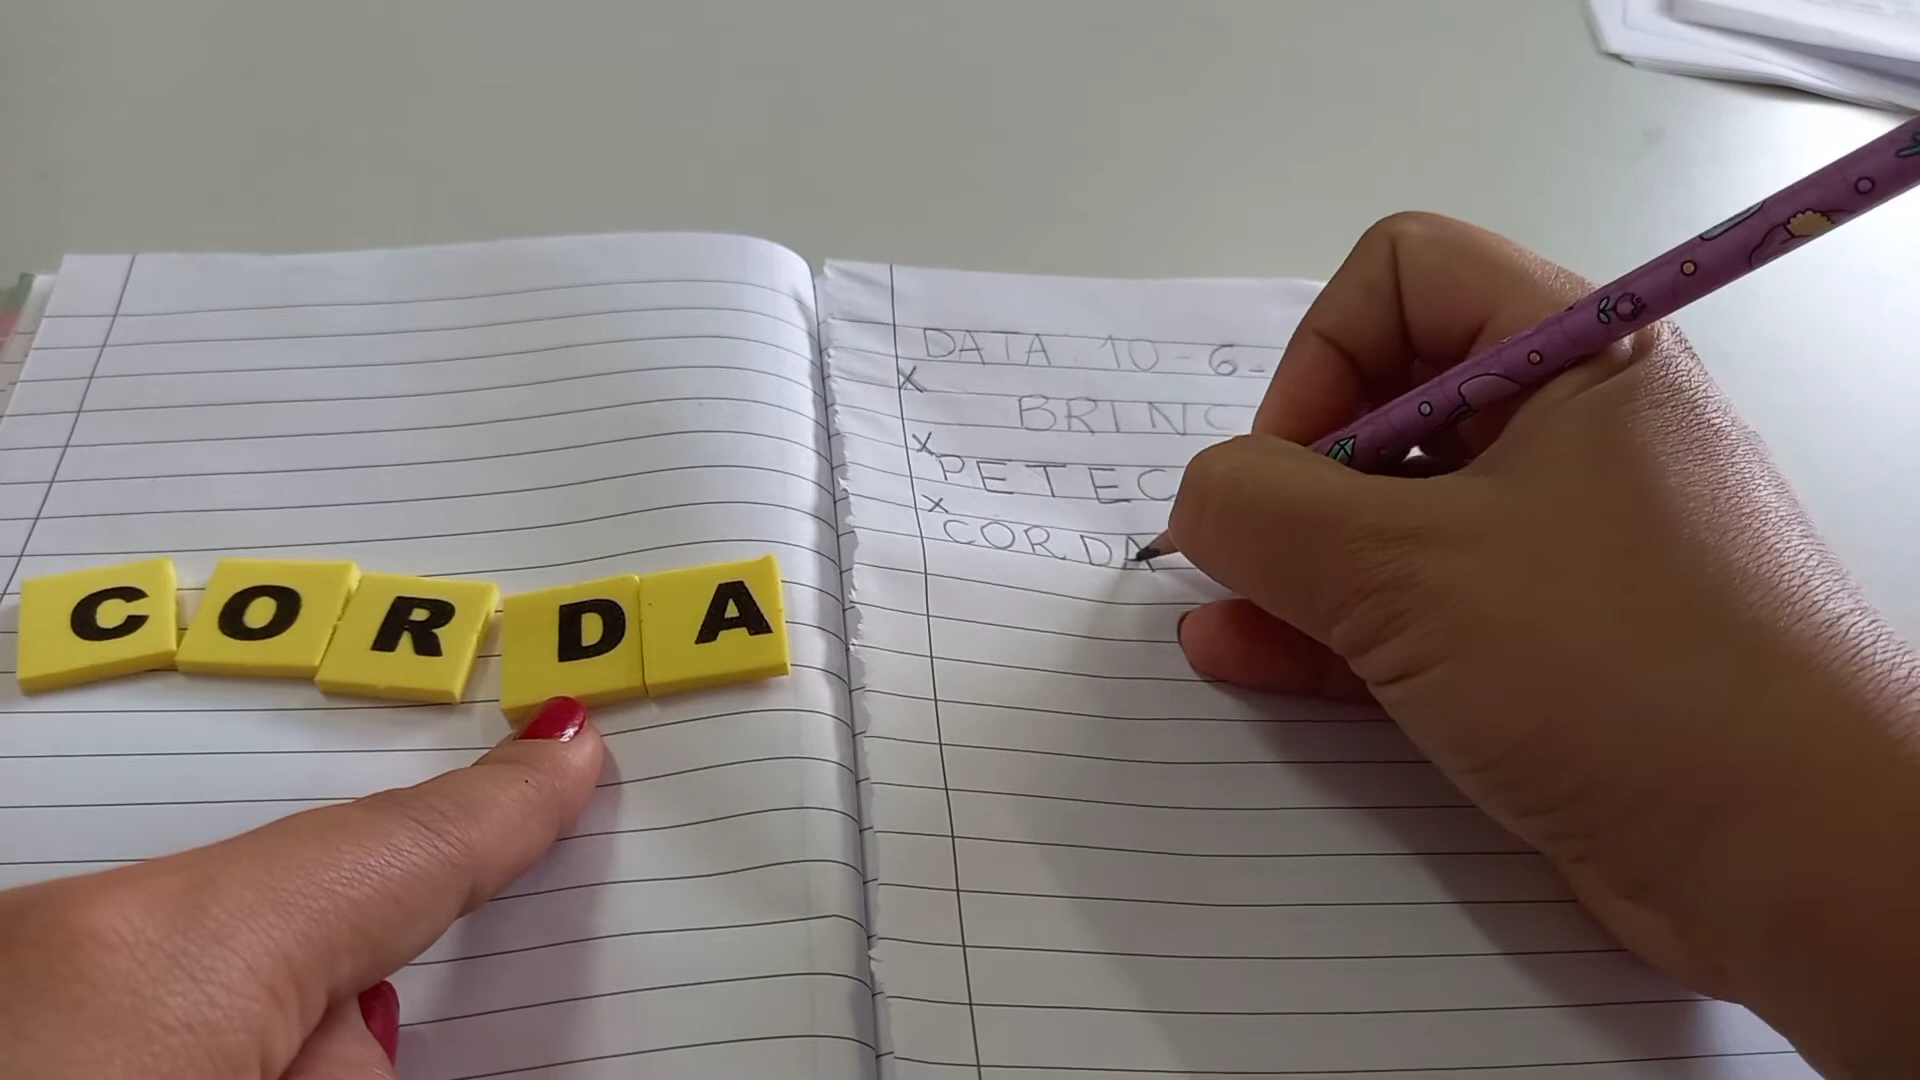 CORDA
DATA. 10-6-
X
BRINC
X
PETEC
X
CORDA